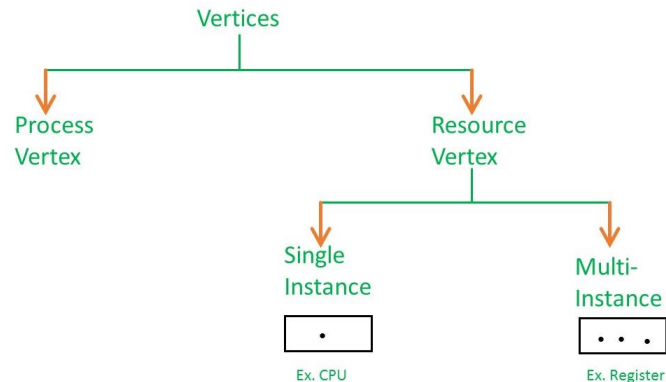 Vertices
Process
Vertex
Resource
Vertex
Single
Instance
Multi-
Instance
Ex. CPU
Ex. Register